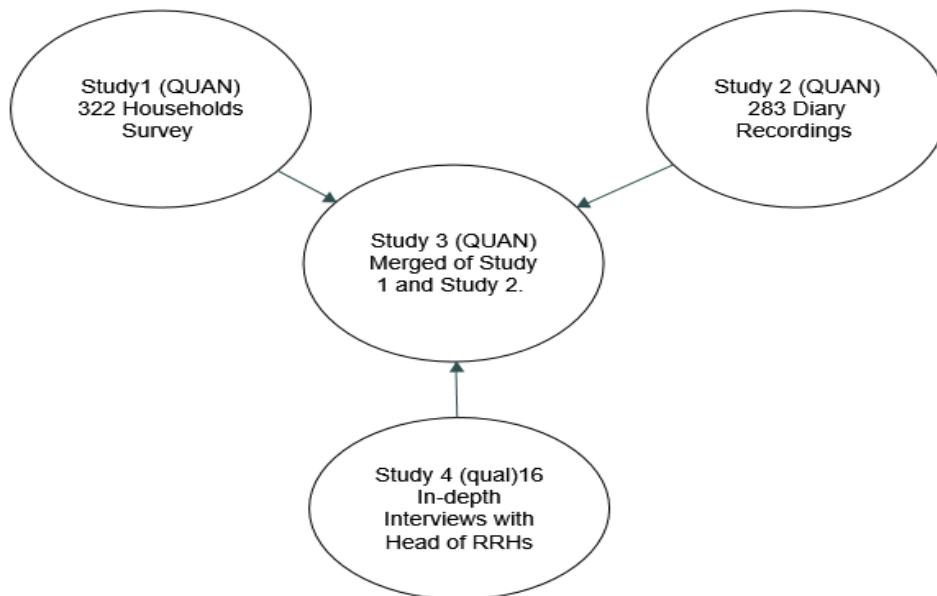 Study1 (QUAN)
322 Households
Survey
Study 2 (QUAN)
283 Diary
Recordings
Study 3 (QUAN)
Merged of Study
1 and Study 2.
Study 4 (qual)16
In-depth
Interviews with
Head of RRHs